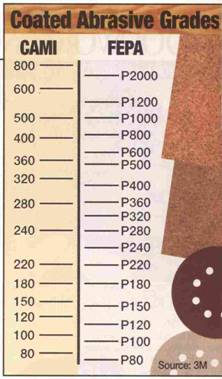 Coated Abrasive Grades
CAMI FEPA
800
P2000
600
P1200
500 P1000
400 P800
P600
360 P500
320
P400
280 P360
P320
240 P280
P240
220 P220
180 P180
150 P150
120 P120
100 P100
80 P80
Source: 3M